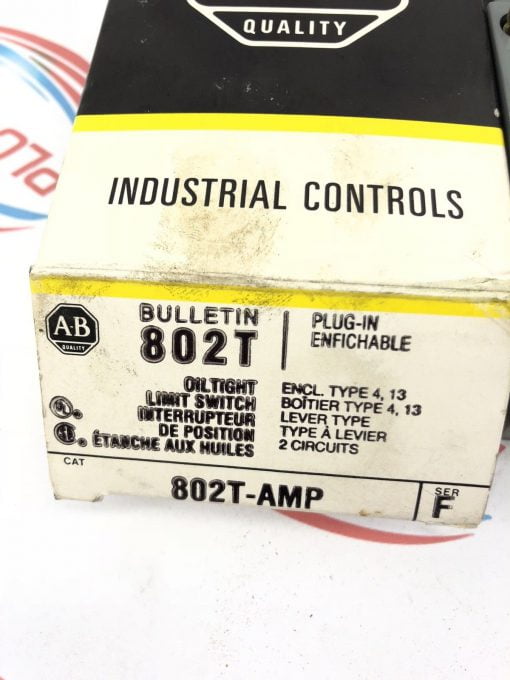 QUALITY
INDUSTRIAL CONTROLS
A-B
QUALITY
BULLETIN
802T
PLUG-IN
ENFICHABLE
OILTIGHT
LIMIT SWITCH
INTERRUPTEUR
DE POSITION
ÉTANCHE AUX HUILES
ENCL. TYPE 4, 13
BOÎTIER TYPE 4, 13
LEVER TYPE
TYPE À LEVIER
2 CIRCUITS
UL
CAT
802T-AMP
SER
F